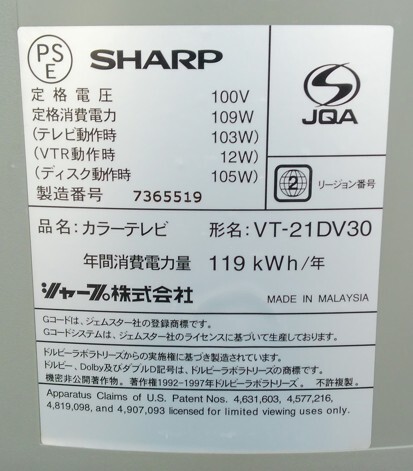 PS
E
SHARP
定格電圧 100V
定格消費電力 109W
(テレビ動作時 103W)
(VTR動作時 12W)
(ディスク動作時 105W)
製造番号 7365519
JQA
2 リージョン番号
品名:カラーテレビ 形名:VT-21DV30
年間消費電力量 119 kWh/年
シャープ株式会社
MADE IN MALAYSIA
Gコードは、ジェムスター社の登録商標です。
Gコードシステムは、ジェムスター社のライセンスに基づいて生産しております。
ドルビーラボラトリーズからの実施権に基づき製造されています。
ドルビー、Dolby及びダブルD記号は、ドルビーラボラトリーズの商標です。
機密非公開著作物。著作権1992-1997年ドルビーラボラトリーズ。不許複製。
Apparatus Claims of U.S. Patent Nos. 4,631,603, 4,577,216,
4,819,098, and 4,907,093 licensed for limited viewing uses only.